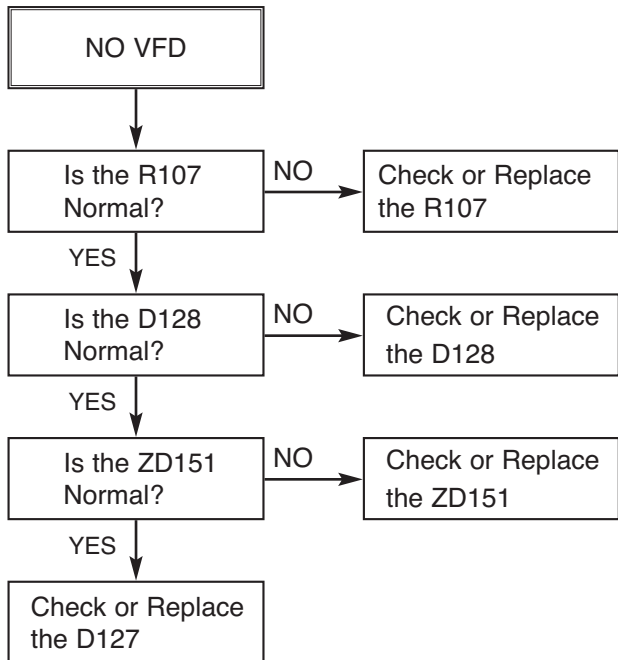 NO VFD
Is the R107
Normal?
NO
Check or Replace
the R107
YES
Is the D128
Normal?
NO
Check or Replace
the D128
YES
Is the ZD151
Normal?
NO
Check or Replace
the ZD151
YES
Check or Replace
the D127